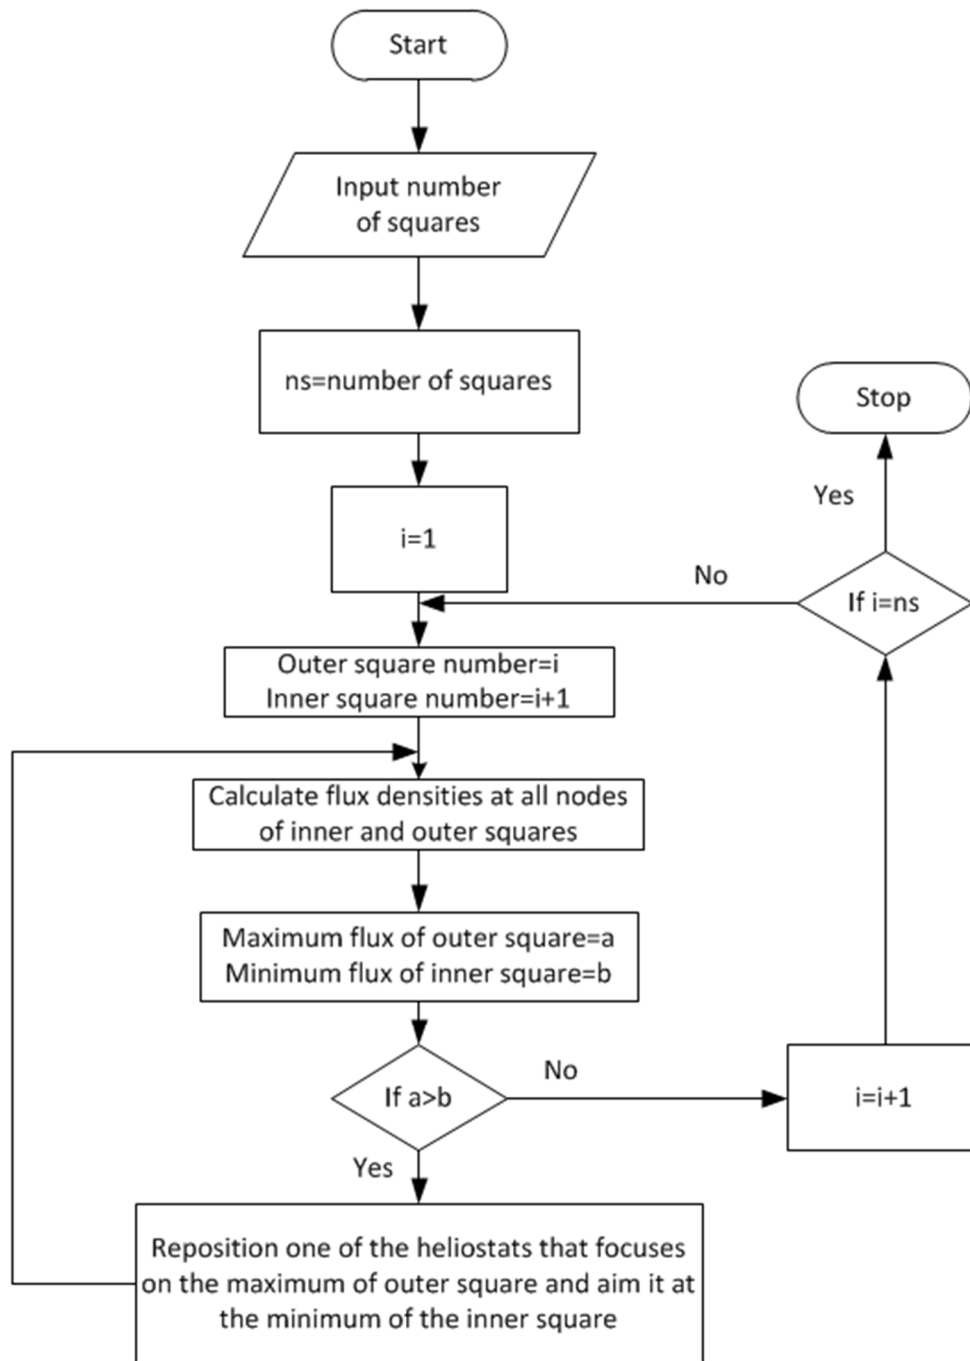 Start
Input number
of squares
ns=number of squares
Stop
Yes
i=1
No
If i=ns
Outer square number=i
Inner square number=i+1
Calculate flux densities at all nodes
of inner and outer squares
Maximum flux of outer square=a
Minimum flux of inner square=b
If a>b
No
i=i+1
Yes
Reposition one of the heliostats that focuses
on the maximum of outer square and aim it at
the minimum of the inner square